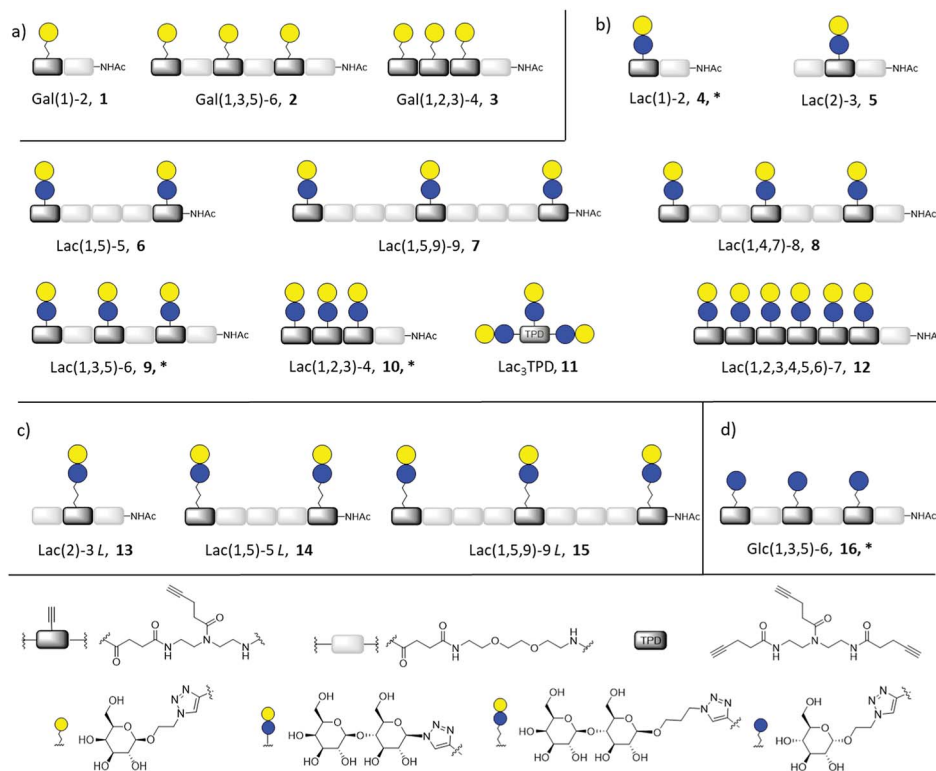 a)
NHAc
NHAc
NHAc
Gal(1)-2, 1
Gal(1,3,5)-6, 2
Gal(1,2,3)-4, 3
b)
NHAc
NHAc
Lac(1)-2, 4, *
Lac(2)-3, 5
NHAc
NHAc
NHAc
Lac(1,5)-5, 6
Lac(1,5,9)-9, 7
Lac(1,4,7)-8, 8
NHAc
NHAc
TPD
NHAc
Lac(1,3,5)-6, 9, *
Lac(1,2,3)-4, 10, *
Lac₃TPD, 11
Lac(1,2,3,4,5,6)-7, 12
c)
NHAc
NHAc
NHAc
Lac(2)-3 L, 13
Lac(1,5)-5 L, 14
Lac(1,5,9)-9 L, 15
d)
NHAc
Glc(1,3,5)-6, 16, *
O
O H N N N H O
O H N O O H N O
TPD
O O N H N N H O
OH OH O HO OH O N N N
OH OH O HO OH O OH O HO OH N N N
OH OH O HO OH O OH O HO OH O N N N
OH O HO HO OH O N N N